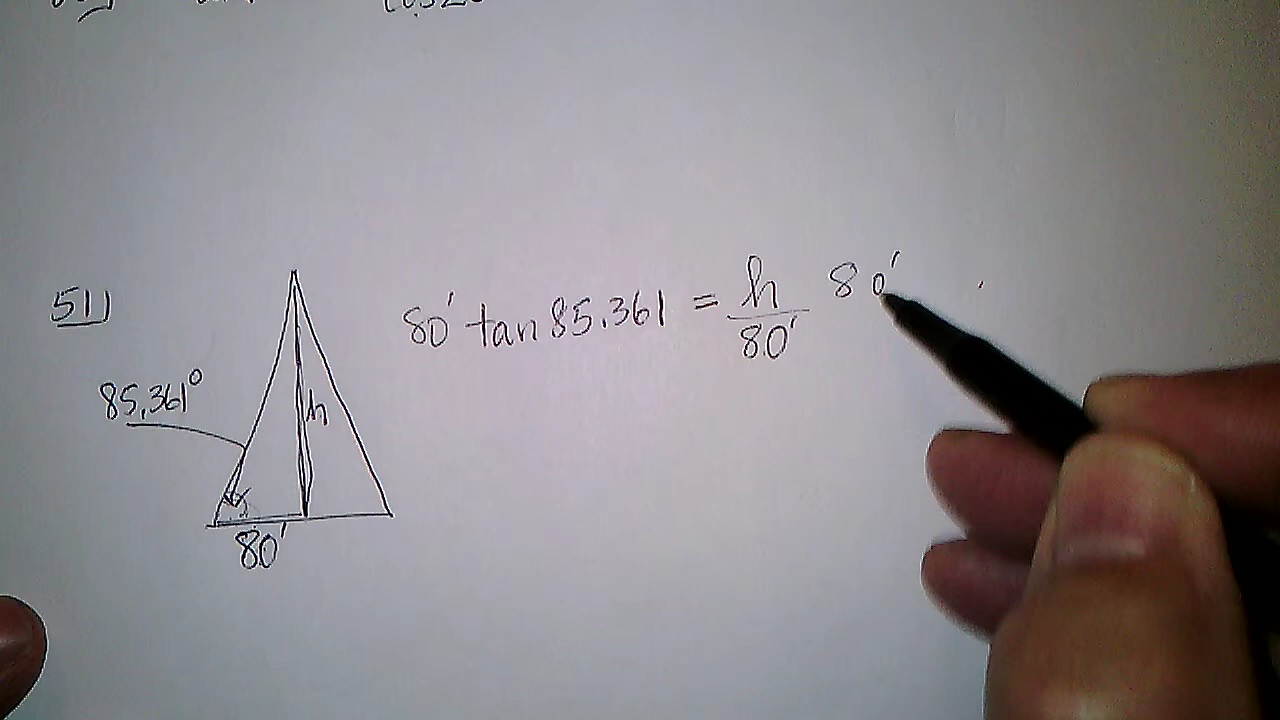 51)
80' tan 85.361 = h/80' 80'
85.361°
h
80'